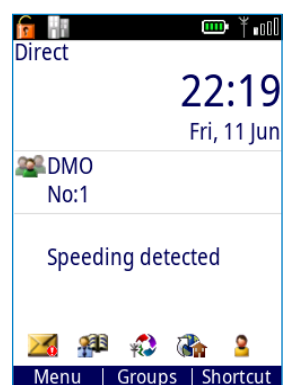 Direct
22:19
Fri, 11 Jun
DMO
No:1
Speeding detected
Menu | Groups | Shortcut